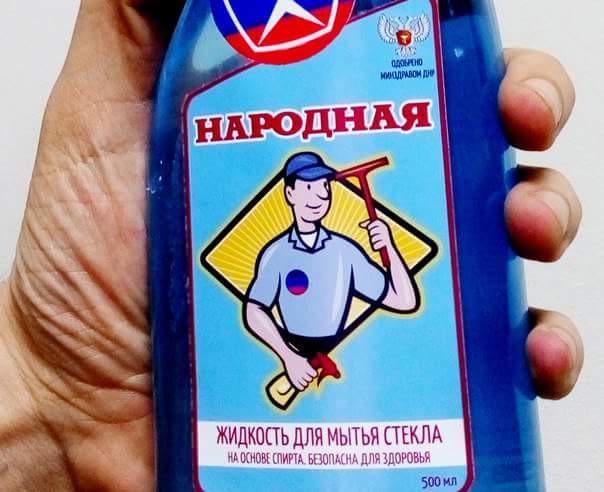 ОДОБРЕНО
МИНЗДРАВОМ ДНР
НАРОДНАЯ
ЖИДКОСТЬ ДЛЯ МЫТЬЯ СТЕКЛА
НА ОСНОВЕ СПИРТА. БЕЗОПАСНА ДЛЯ ЗДОРОВЬЯ
500 МЛ